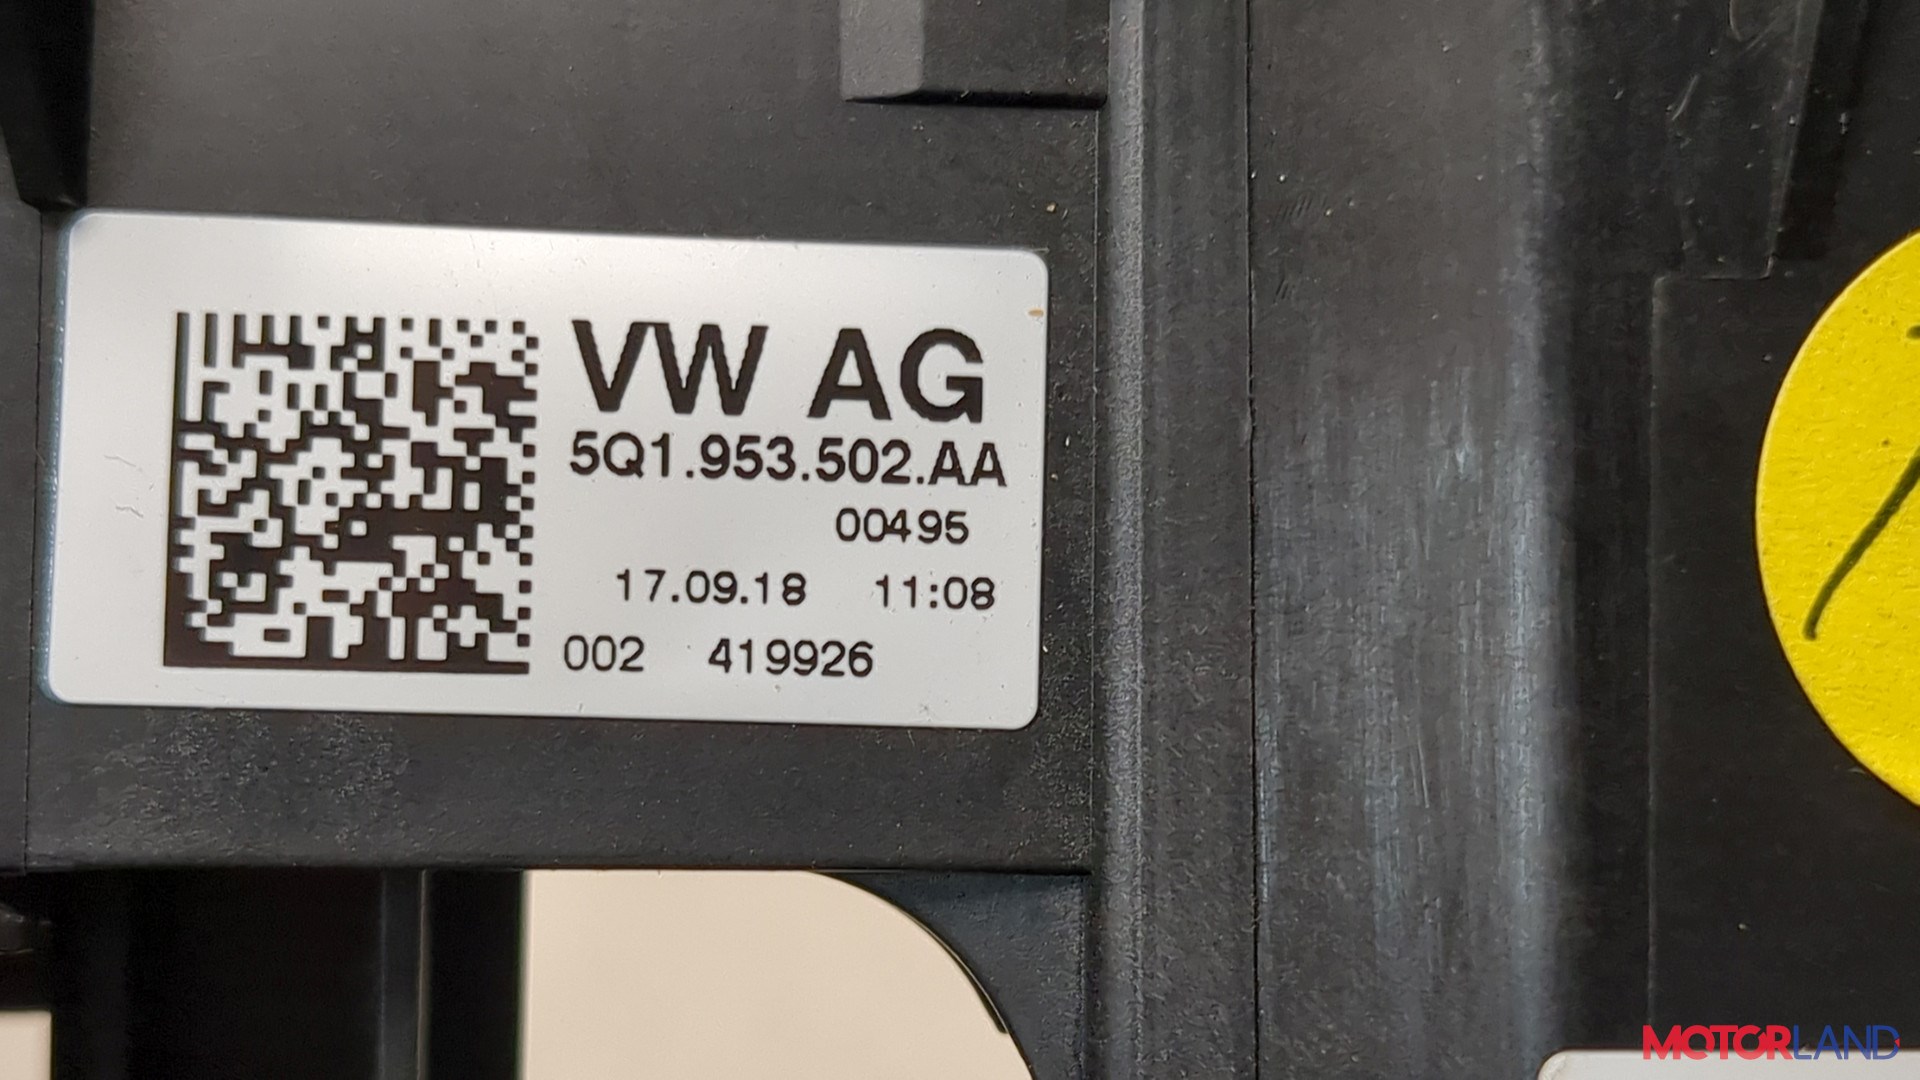 VW AG
5Q1.953.502.AA
00495
17.09.18 11:08
002 419926
MOTORLAND